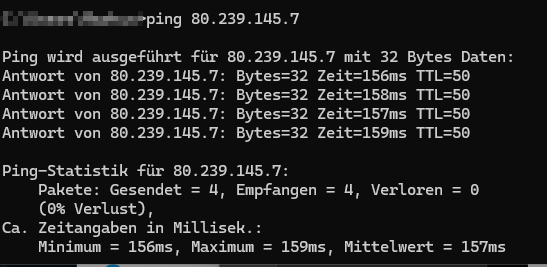 >ping 80.239.145.7
Ping wird ausgeführt für 80.239.145.7 mit 32 Bytes Daten:
Antwort von 80.239.145.7: Bytes=32 Zeit=156ms TTL=50
Antwort von 80.239.145.7: Bytes=32 Zeit=158ms TTL=50
Antwort von 80.239.145.7: Bytes=32 Zeit=157ms TTL=50
Antwort von 80.239.145.7: Bytes=32 Zeit=159ms TTL=50
Ping-Statistik für 80.239.145.7:
Pakete: Gesendet = 4, Empfangen = 4, Verloren = 0
(0% Verlust),
Ca. Zeitangaben in Millisek.:
Minimum = 156ms, Maximum = 159ms, Mittelwert = 157ms